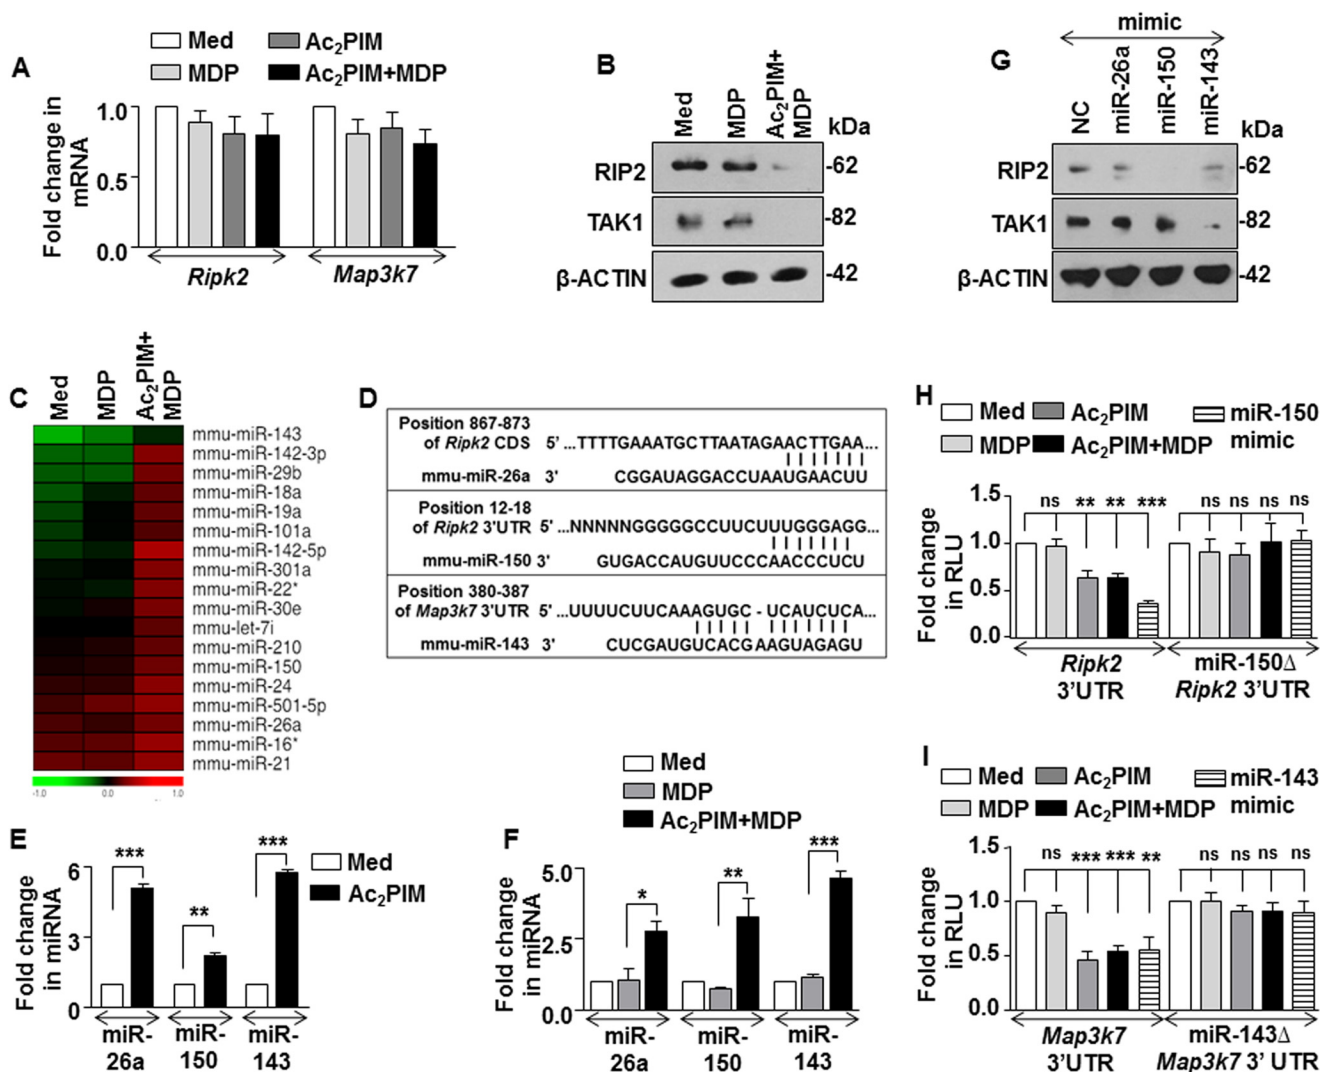 A
Med
Ac2PIM
MDP
Ac2PIM+MDP
Fold change in
mRNA
1.0
0.5
0.0
Ripk2
Map3k7
B
Med
MDP
Ac2PIM+
MDP
kDa
RIP2
-62
TAK1
-82
β-ACTIN
-42
G
mimic
NC
miR-26a
miR-150
miR-143
kDa
RIP2
-62
TAK1
-82
β-ACTIN
-42
C
Med
MDP
Ac2PIM+
MDP
mmu-miR-143
mmu-miR-142-3p
mmu-miR-29b
mmu-miR-18a
mmu-miR-19a
mmu-miR-101a
mmu-miR-142-5p
mmu-miR-301a
mmu-miR-22*
mmu-miR-30e
mmu-let-7i
mmu-miR-210
mmu-miR-150
mmu-miR-24
mmu-miR-501-5p
mmu-miR-26a
mmu-miR-16*
mmu-miR-21
-1.0 0.0 1.0
D
Position 867-873
of Ripk2 CDS 5' ...TTTTGAAATGCTTAATAGAACTTGAA...
mmu-miR-26a 3' CGGAUAGGACCUAAUGAACUU
Position 12-18
of Ripk2 3'UTR 5' ...NNNNNGGGGGCCUUCUUUGGGAGG...
mmu-miR-150 3' GUGACCAUGUUCCCAACCCUCU
Position 380-387
of Map3k7 3'UTR 5' ...UUUUCUUCAAAGUGC - UCAUCUCA...
mmu-miR-143 3' CUCGAUGUCACGAAGUAGAGU
H
Med
Ac2PIM
miR-150
MDP
Ac2PIM+MDP
mimic
Fold change
in RLU
1.5
1.0
0.5
0.0
ns ** ** *** ns ns ns ns
Ripk2
3'UTR
miR-150Δ
Ripk2 3'UTR
E
Med
Ac2PIM
Fold change
in miRNA
6
3
0
*** ** ***
miR-
26a
miR-
150
miR-
143
F
Med
MDP
Ac2PIM+MDP
Fold change
in miRNA
5.0
2.5
0.0
* ** ***
miR-
26a
miR-
150
miR-
143
I
Med
Ac2PIM
miR-143
MDP
Ac2PIM+MDP
mimic
Fold change
in RLU
1.5
1.0
0.5
0.0
ns *** *** ** ns ns ns ns
Map3k7
3'UTR
miR-143Δ
Map3k7 3' UTR